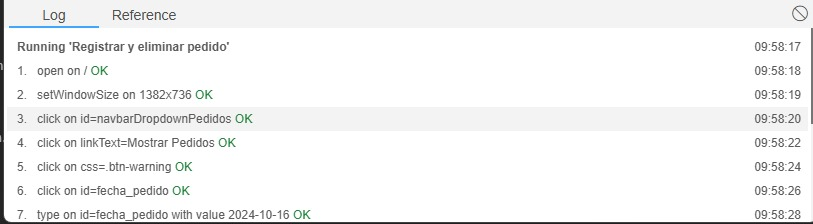 Log Reference
Running 'Registrar y eliminar pedido' 09:58:17
1. open on / OK 09:58:18
2. setWindowSize on 1382x736 OK 09:58:19
3. click on id=navbarDropdownPedidos OK 09:58:20
4. click on linkText=Mostrar Pedidos OK 09:58:22
5. click on css=.btn-warning OK 09:58:24
6. click on id=fecha_pedido OK 09:58:26
7. type on id=fecha_pedido with value 2024-10-16 OK 09:58:28